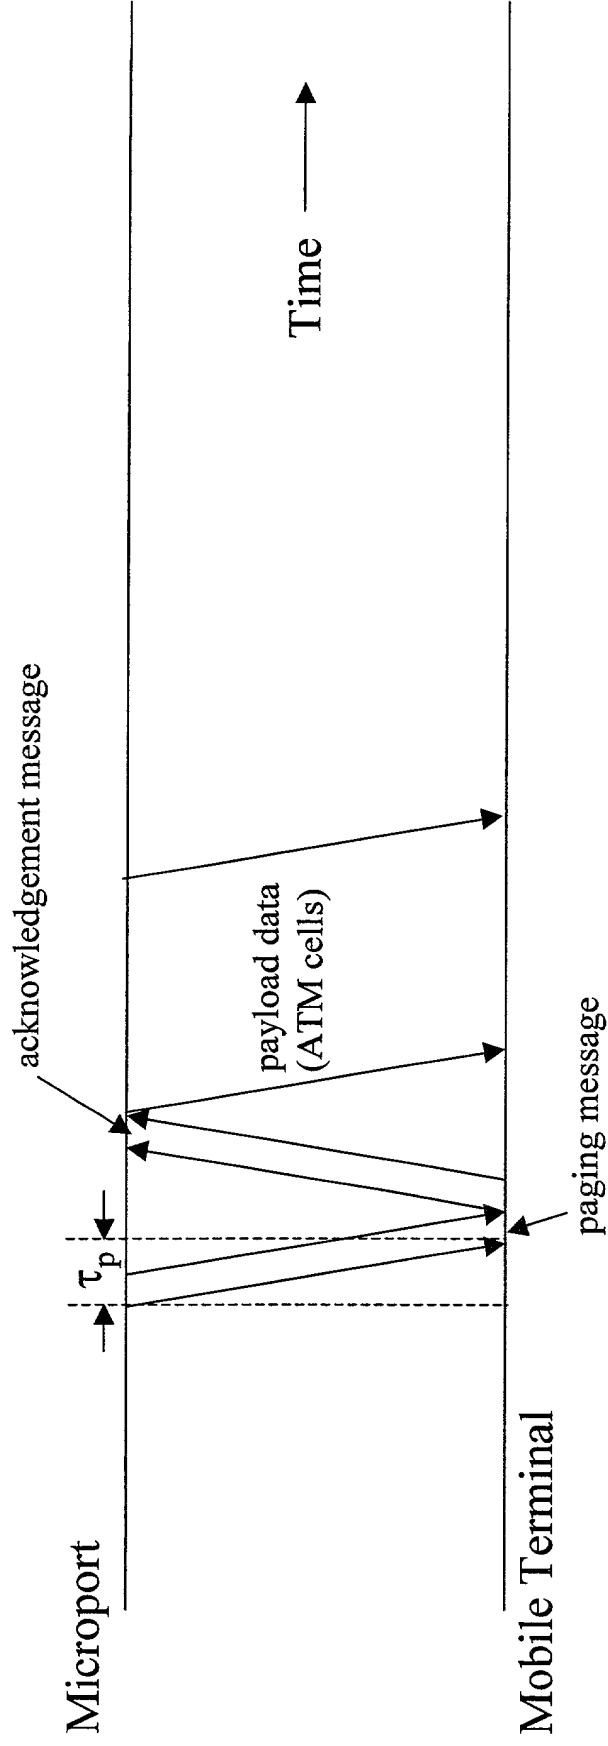 acknowledgement message
Microport
τp
payload data
(ATM cells)
Time
Mobile Terminal
paging message